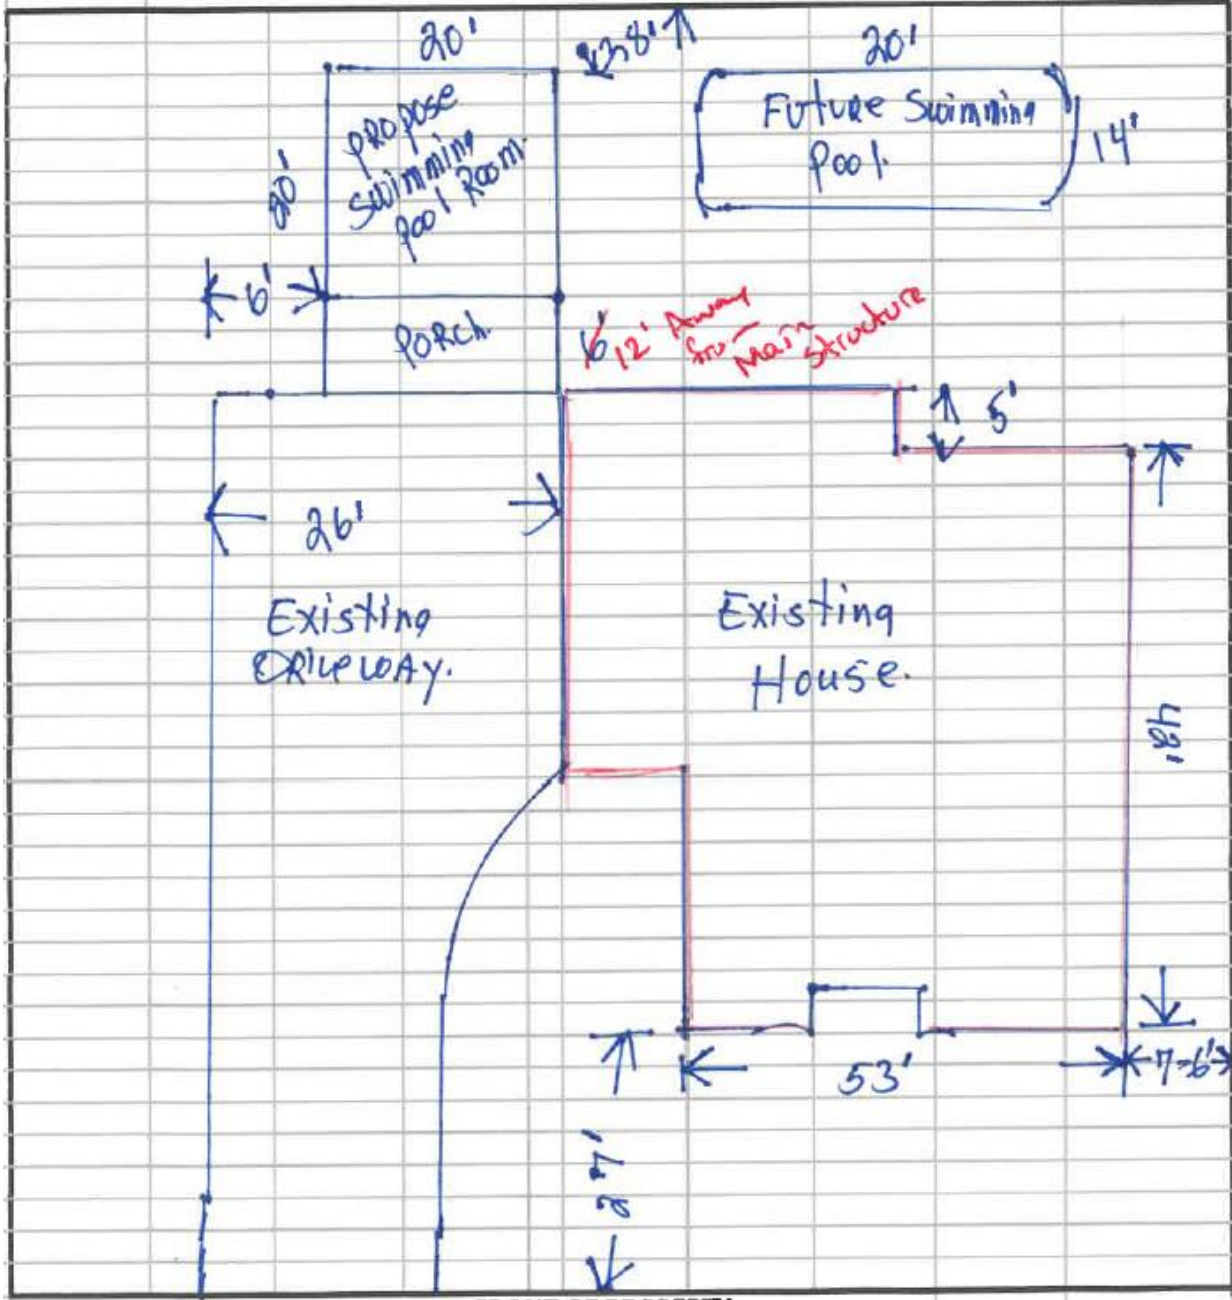 20'
38'
20'
PROPOSE
Swimming
Pool Room.
Future Swimming
Pool.
14'
20'
6'
PORCH.
6'
12' Away
from Main
Structure
5'
26'
Existing
Driveway.
Existing
House.
48'
53'
7-6'
27'